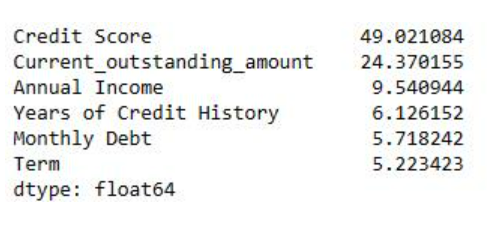 Credit Score 49.021084
Current_outstanding_amount 24.370155
Annual Income 9.540944
Years of Credit History 6.126152
Monthly Debt 5.718242
Term 5.223423
dtype: float64